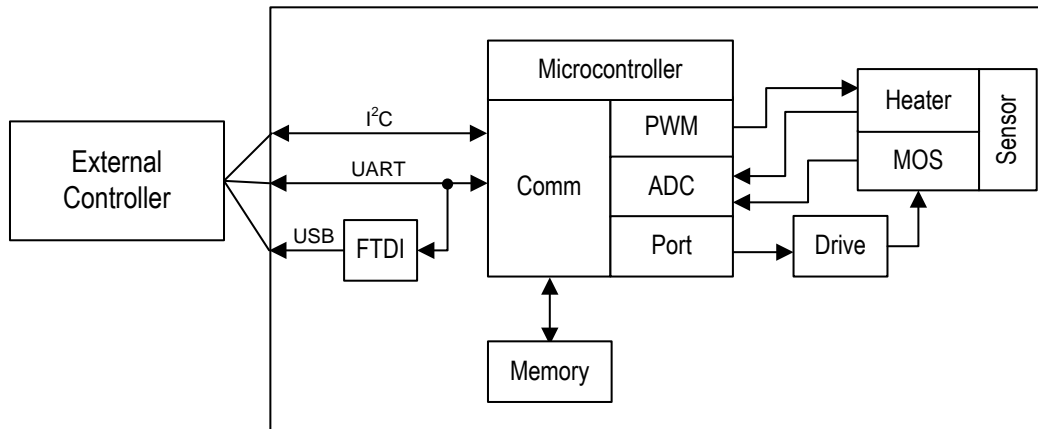 Microcontroller
I²C
PWM
Heater
Sensor
External
Controller
UART
Comm
ADC
MOS
USB
FTDI
Port
Drive
Memory